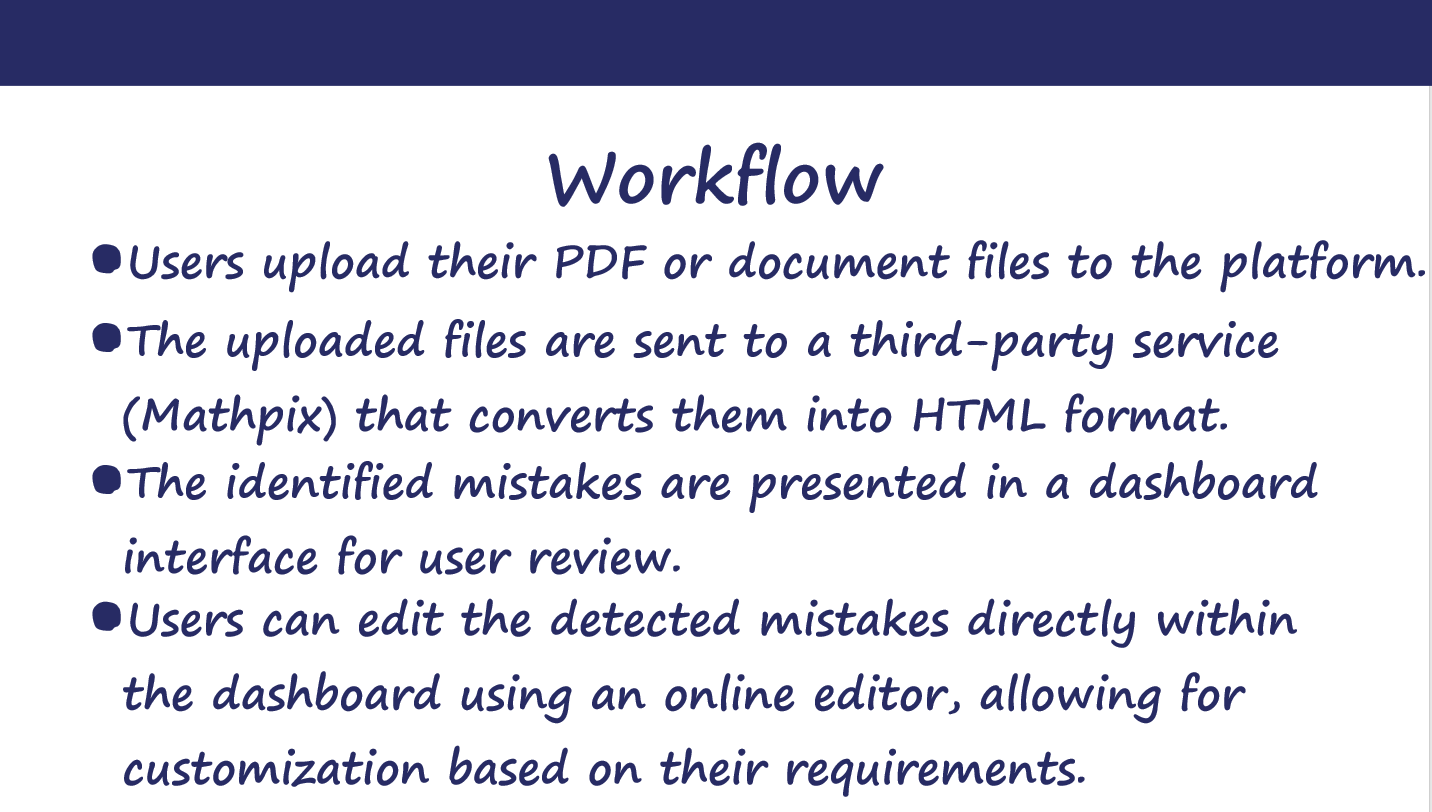 Workflow
●Users upload their PDF or document files to the platform.
●The uploaded files are sent to a third-party service
(Mathpix) that converts them into HTML format.
●The identified mistakes are presented in a dashboard
interface for user review.
●Users can edit the detected mistakes directly within
the dashboard using an online editor, allowing for
customization based on their requirements.